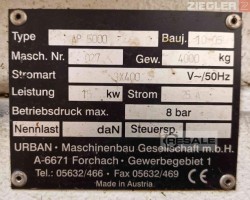 ZIEGLER
Type AP 5000 Bauj.
Masch. Nr. Gew. 4000 kg
Stromart 3X400 V~/50Hz
Leistung kw Strom
Betriebsdruck max. 8 bar
Nennlast daN Steuersp.
RESALE
URBAN - Maschinenbau Gesellschaft m.b.H.
A-6671 Forchach - Gewerbegebiet 1
Tel.: 05632/466 • Fax 05632/469
Made in Austria